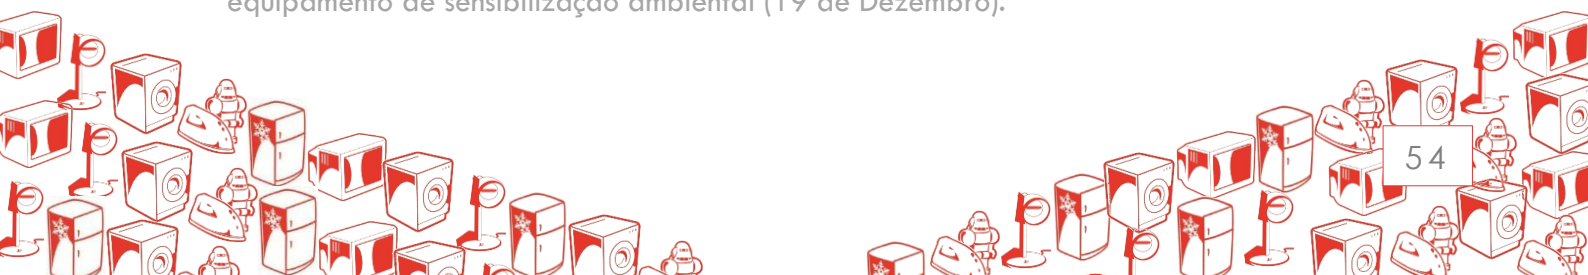 equipamento de sensibilização ambiental (19 de Dezembro).
54